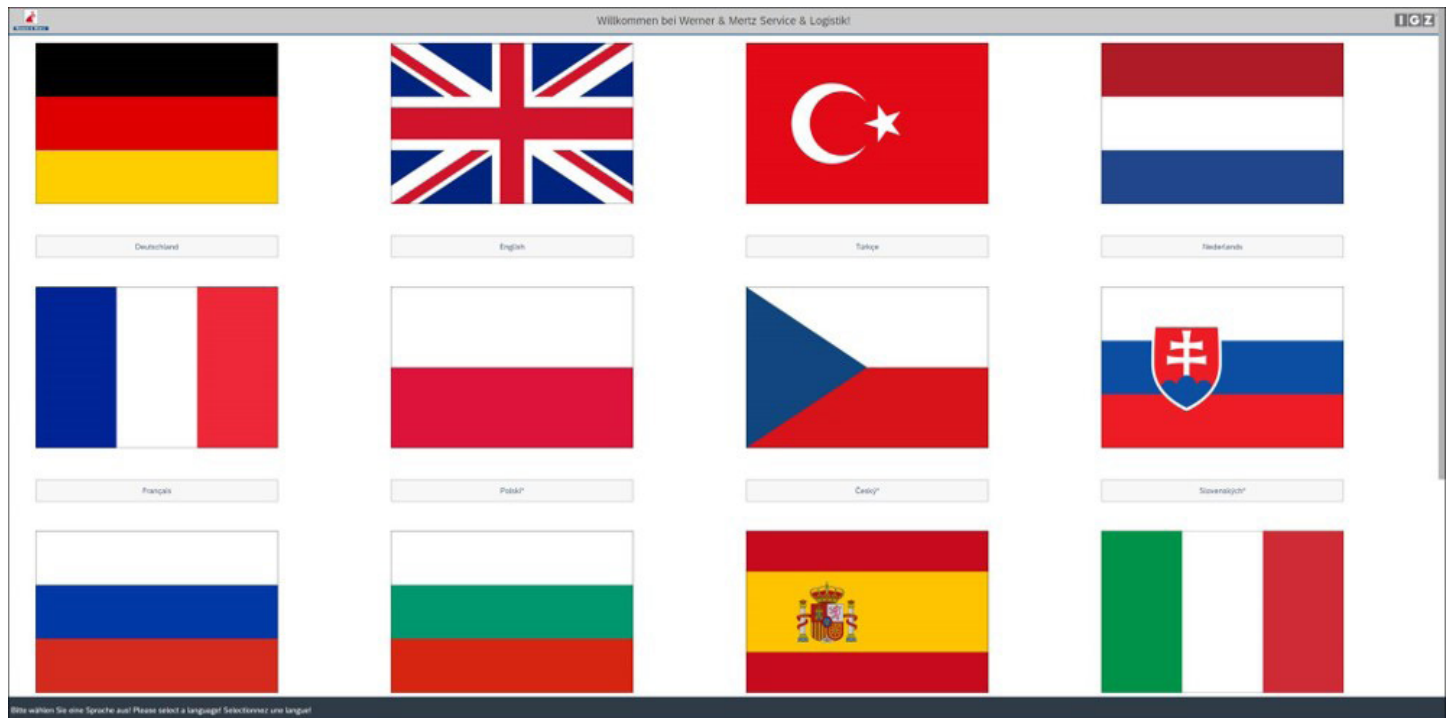 Willkommen bei Werner & Mertz Service & Logistik!
IGZ
Deutschland
English
Türkçe
Nederlands
Français
Polski*
Český*
Slovenských*
Bitte wählen Sie eine Sprache aus! Please select a language! Selectionnez une langue!